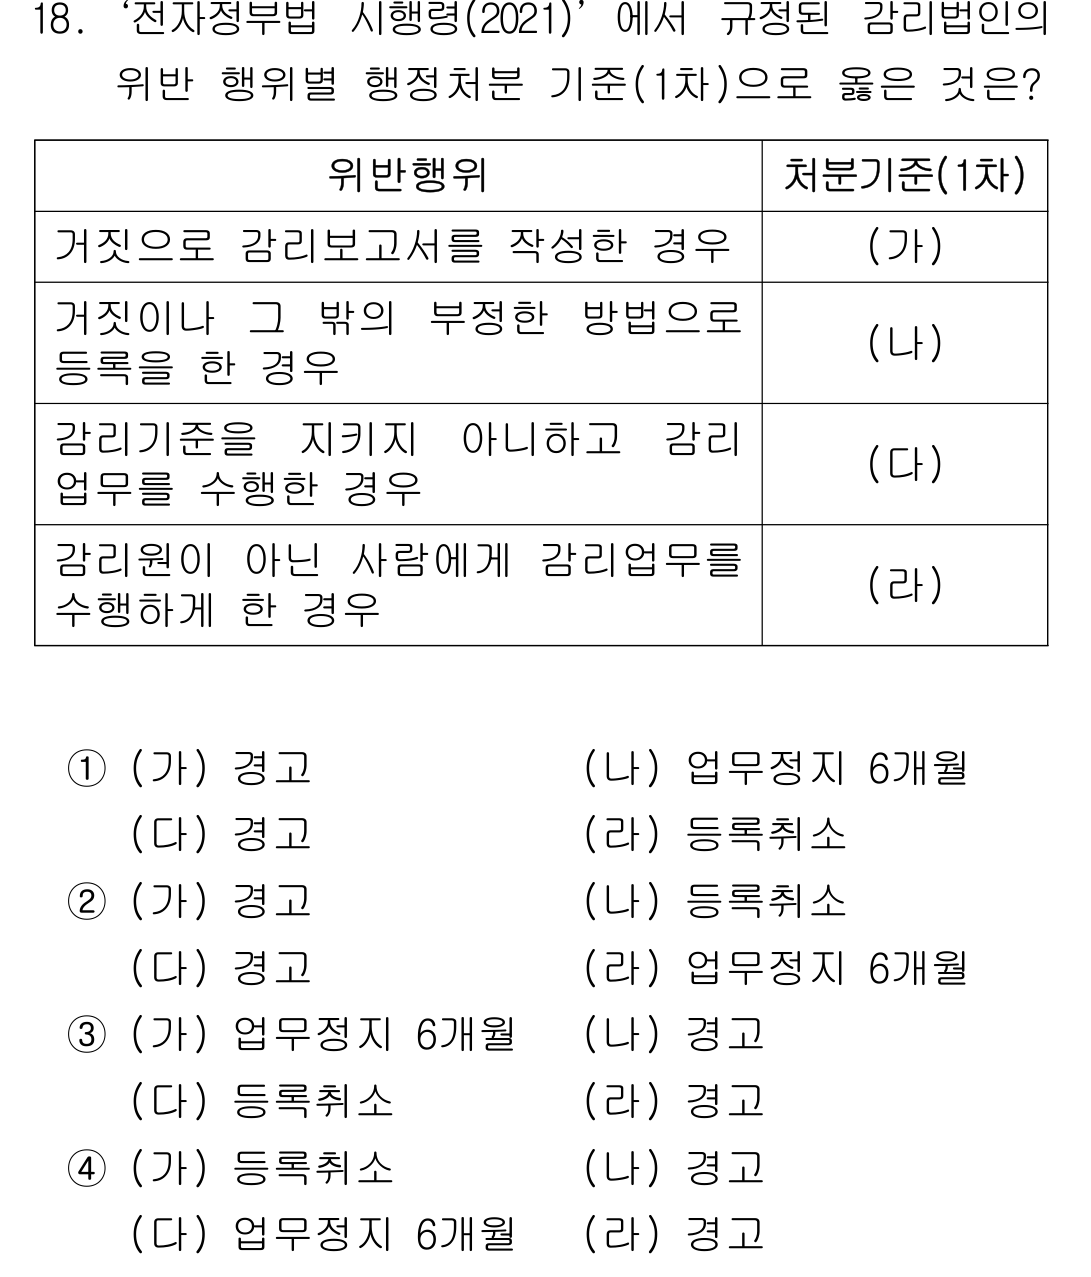 18. ‘전자정부법 시행령(2021)’에서 규정된 감리법인의
위반 행위별 행정처분 기준(1차)으로 옳은 것은?
위반행위 처분기준(1차)
거짓으로 감리보고서를 작성한 경우 (가)
거짓이나 그 밖의 부정한 방법으로
등록을 한 경우 (나)
감리기준을 지키지 아니하고 감리
업무를 수행한 경우 (다)
감리원이 아닌 사람에게 감리업무를
수행하게 한 경우 (라)
① (가) 경고 (나) 업무정지 6개월
(다) 경고 (라) 등록취소
② (가) 경고 (나) 등록취소
(다) 경고 (라) 업무정지 6개월
③ (가) 업무정지 6개월 (나) 경고
(다) 등록취소 (라) 경고
④ (가) 등록취소 (나) 경고
(다) 업무정지 6개월 (라) 경고